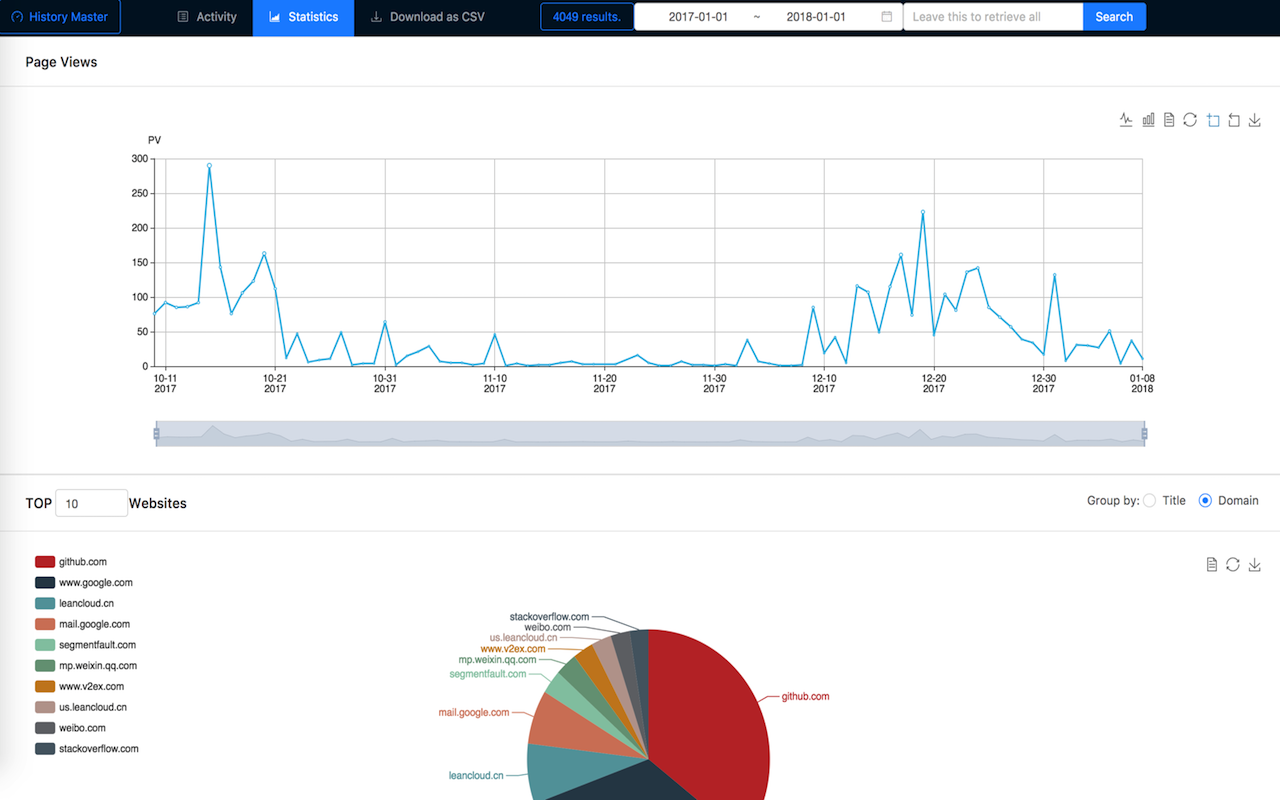 History Master Activity Statistics Download as CSV 4049 results. 2017-01-01 ~ 2018-01-01 Leave this to retrieve all Search
Page Views
PV
300
250
200
150
100
50
0
10-11 10-21 10-31 11-10 11-20 11-30 12-10 12-20 12-30 01-08
2017 2017 2017 2017 2017 2017 2017 2017 2017 2018
TOP 10 Websites Group by: Title Domain
github.com
www.google.com
leancloud.cn
mail.google.com
segmentfault.com
mp.weixin.qq.com
www.v2ex.com
us.leancloud.cn
weibo.com
stackoverflow.com
stackoverflow.com
weibo.com
us.leancloud.cn
www.v2ex.com
mp.weixin.qq.com
segmentfault.com
github.com
mail.google.com
leancloud.cn